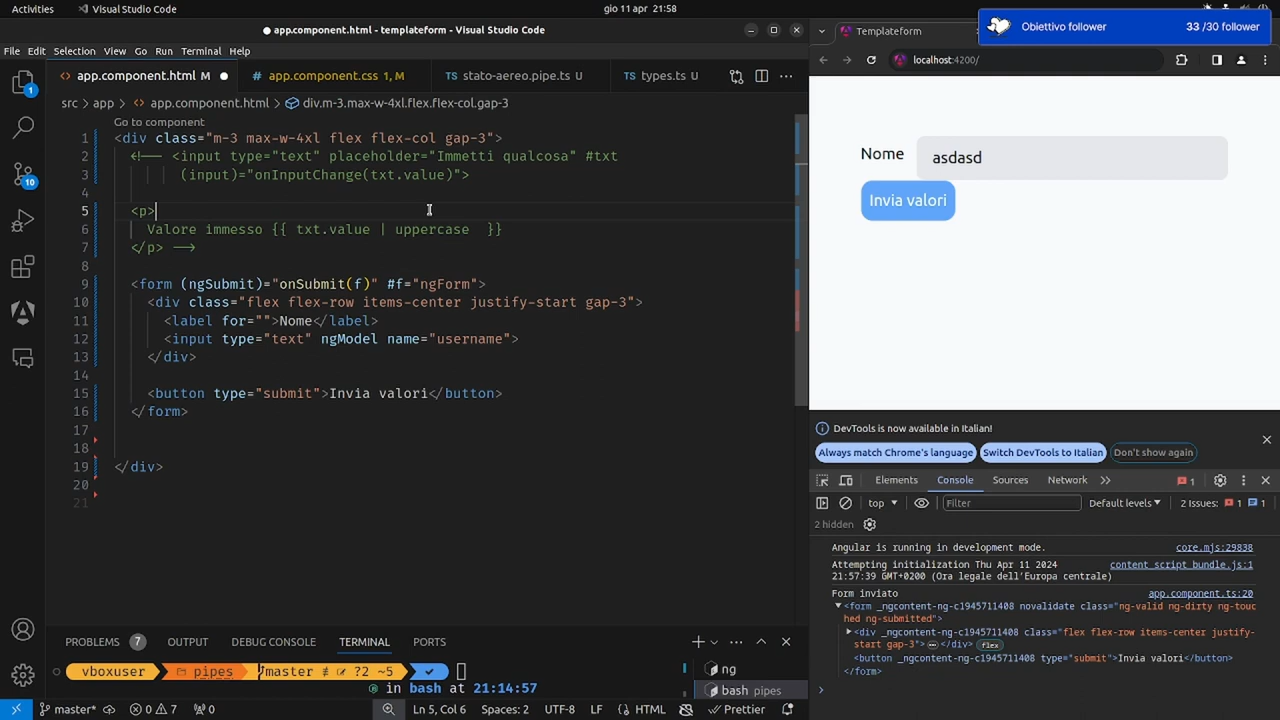 Activities
Visual Studio Code
gio 11 apr 21:58
Obiettivo follower
33 /30 follower
app.component.html - templateform - Visual Studio Code
File Edit Selection View Go Run Terminal Help
app.component.html M
app.component.css 1, M
stato-aereo.pipe.ts U
types.ts U
src > app > app.component.html > div.m-3.max-w-4xl.flex.flex-col.gap-3
Go to component
1 <div class="m-3 max-w-4xl flex flex-col gap-3">
2 <!-- <input type="text" placeholder="Immetti qualcosa" #txt
3 (input)="onInputChange(txt.value)">
4
5 <p>
6 Valore immesso {{ txt.value | uppercase }}
7 </p> -->
8
9 <form (ngSubmit)="onSubmit(f)" #f="ngForm">
10 <div class="flex flex-row items-center justify-start gap-3">
11 <label for="">Nome</label>
12 <input type="text" ngModel name="username">
13 </div>
14
15 <button type="submit">Invia valori</button>
16 </form>
17
18
19 </div>
20
21
PROBLEMS 7 OUTPUT DEBUG CONSOLE TERMINAL PORTS
vboxuser pipes master ≢ ?2 ~5
in bash at 21:14:57
ng
bash pipes
1
10
master* 0 7 0
Ln 5, Col 6 Spaces: 2 UTF-8 LF HTML Prettier
Templateform
localhost:4200/
Nome
asdasd
Invia valori
DevTools is now available in Italian!
Always match Chrome's language
Switch DevTools to Italian
Don't show again
Elements Console Sources Network 1
top Filter Default levels 2 Issues: 1 1
2 hidden
Angular is running in development mode. core.mjs:29838
Attempting initialization Thu Apr 11 2024 content_script_bundle.js:1
21:57:39 GMT+0200 (Ora legale dell'Europa centrale)
Form inviato app.component.ts:20
<form _ngcontent-ng-c1945711408 novalidate class="ng-valid ng-dirty ng-tou
ched ng-submitted">
<div _ngcontent-ng-c1945711408 class="flex flex-row items-center justify-
start gap-3"> … </div> flex
<button _ngcontent-ng-c1945711408 type="submit">Invia valori</button>
</form>